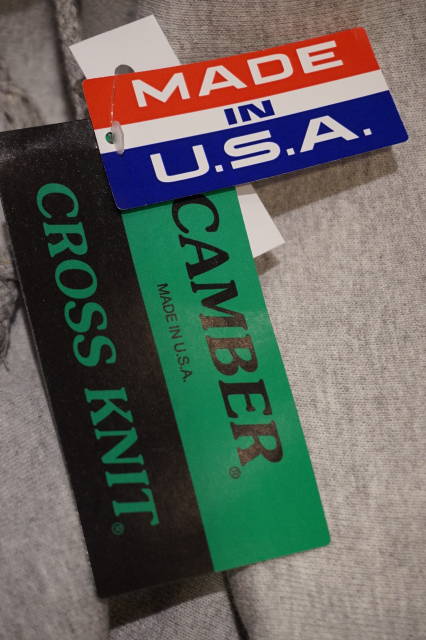 MADE
IN
U.S.A.
CAMBER®
MADE IN U.S.A.
CROSS KNIT®